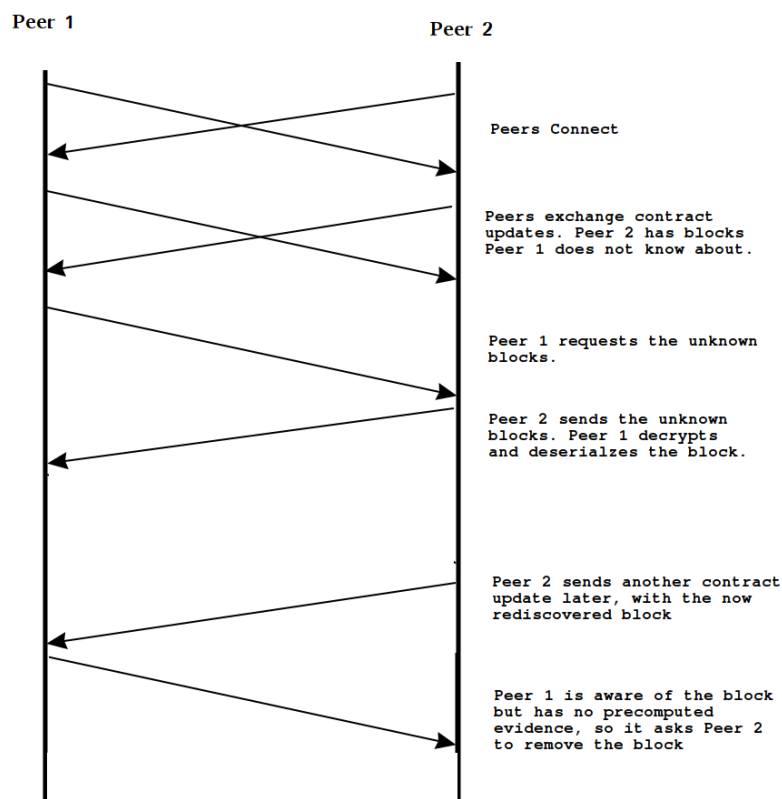 Peer 1
Peer 2
Peers Connect
Peers exchange contract
updates. Peer 2 has blocks
Peer 1 does not know about.
Peer 1 requests the unknown
blocks.
Peer 2 sends the unknown
blocks. Peer 1 decrypts
and deserialzes the block.
Peer 2 sends another contract
update later, with the now
rediscovered block
Peer 1 is aware of the block
but has no precomputed
evidence, so it asks Peer 2
to remove the block